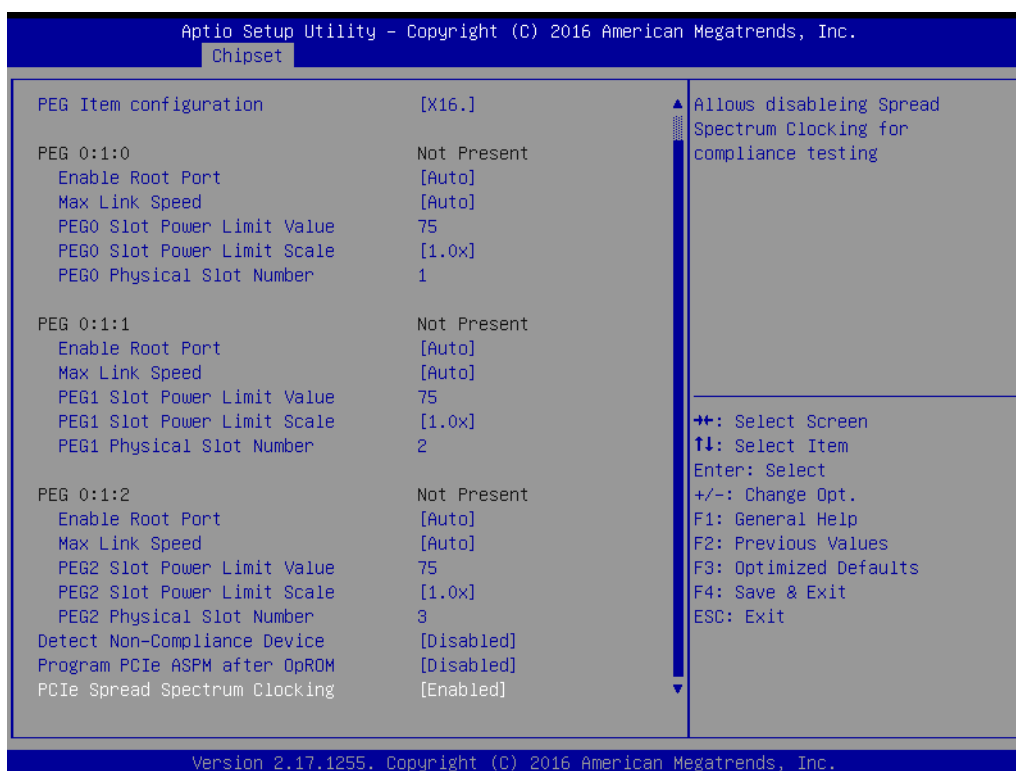 Aptio Setup Utility – Copyright (C) 2016 American Megatrends, Inc.
Chipset
PEG Item configuration [X16.]
PEG 0:1:0 Not Present
Enable Root Port [Auto]
Max Link Speed [Auto]
PEG0 Slot Power Limit Value 75
PEG0 Slot Power Limit Scale [1.0x]
PEG0 Physical Slot Number 1
PEG 0:1:1 Not Present
Enable Root Port [Auto]
Max Link Speed [Auto]
PEG1 Slot Power Limit Value 75
PEG1 Slot Power Limit Scale [1.0x]
PEG1 Physical Slot Number 2
PEG 0:1:2 Not Present
Enable Root Port [Auto]
Max Link Speed [Auto]
PEG2 Slot Power Limit Value 75
PEG2 Slot Power Limit Scale [1.0x]
PEG2 Physical Slot Number 3
Detect Non-Compliance Device [Disabled]
Program PCIe ASPM after OpROM [Disabled]
PCIe Spread Spectrum Clocking [Enabled]
Allows disableing Spread
Spectrum Clocking for
compliance testing
→←: Select Screen
↑↓: Select Item
Enter: Select
+/-: Change Opt.
F1: General Help
F2: Previous Values
F3: Optimized Defaults
F4: Save & Exit
ESC: Exit
Version 2.17.1255. Copyright (C) 2016 American Megatrends, Inc.